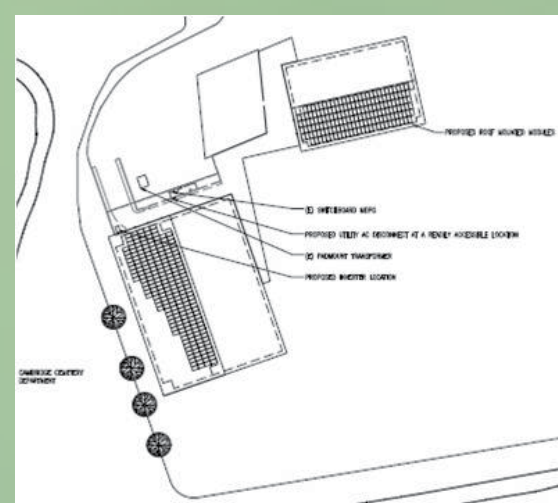 PROPOSED ROOF MOUNTED MODULES
(E) SWITCHBOARD MDPG
PROPOSED UTILITY AC DISCONNECT AT A READILY ACCESSIBLE LOCATION
(E) PADMOUNT TRANSFORMER
PROPOSED INVERTER LOCATION
CAMBRIDGE CEMETERY
DEPARTMENT